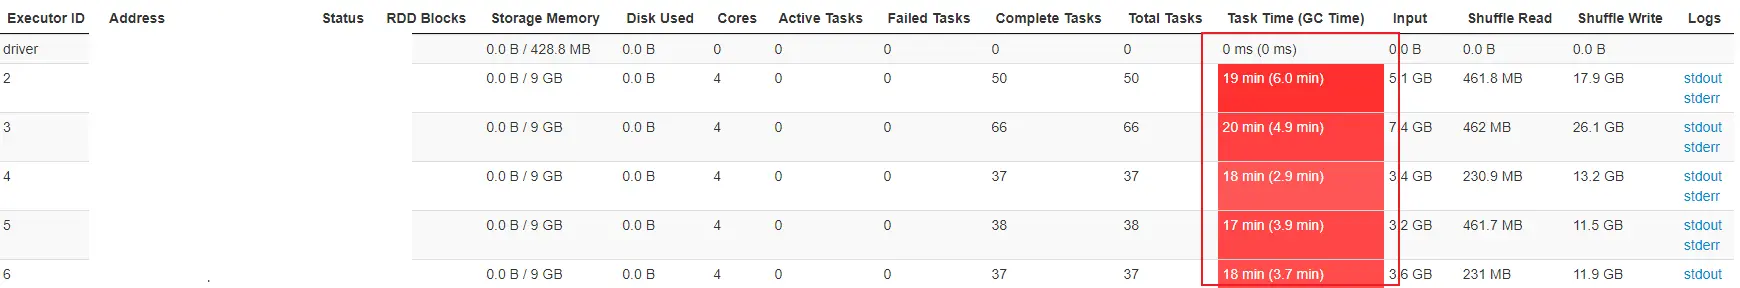 Executor ID Address Status RDD Blocks Storage Memory Disk Used Cores Active Tasks Failed Tasks Complete Tasks Total Tasks Task Time (GC Time) Input Shuffle Read Shuffle Write Logs
driver 0.0 B / 428.8 MB 0.0 B 0 0 0 0 0 0 ms (0 ms) 0.0 B 0.0 B 0.0 B
2 0.0 B / 9 GB 0.0 B 4 0 0 50 50 19 min (6.0 min) 5.1 GB 461.8 MB 17.9 GB stdout
stderr
3 0.0 B / 9 GB 0.0 B 4 0 0 66 66 20 min (4.9 min) 7.4 GB 462 MB 26.1 GB stdout
stderr
4 0.0 B / 9 GB 0.0 B 4 0 0 37 37 18 min (2.9 min) 3.4 GB 230.9 MB 13.2 GB stdout
stderr
5 0.0 B / 9 GB 0.0 B 4 0 0 38 38 17 min (3.9 min) 3.2 GB 461.7 MB 11.5 GB stdout
stderr
6 0.0 B / 9 GB 0.0 B 4 0 0 37 37 18 min (3.7 min) 3.6 GB 231 MB 11.9 GB stdout